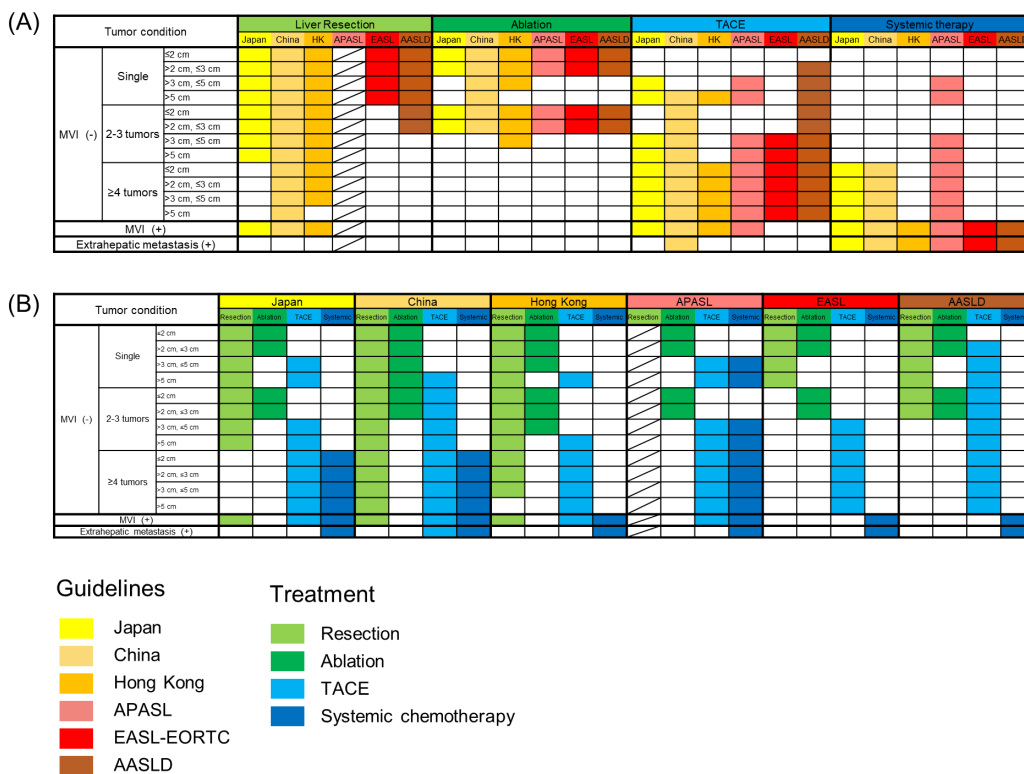 (A)
Tumor condition Liver Resection Ablation TACE Systemic therapy
Japan China HK APASL EASL AASLD Japan China HK APASL EASL AASLD Japan China HK APASL EASL AASLD Japan China HK APASL EASL AASLD
MVI (-) Single ≤2 cm
>2 cm, ≤3 cm
>3 cm, ≤5 cm
>5 cm
2-3 tumors ≤2 cm
>2 cm, ≤3 cm
>3 cm, ≤5 cm
>5 cm
≥4 tumors ≤2 cm
>2 cm, ≤3 cm
>3 cm, ≤5 cm
>5 cm
MVI (+)
Extrahepatic metastasis (+)
(B)
Tumor condition Japan China Hong Kong APASL EASL AASLD
Resection Ablation TACE Systemic Resection Ablation TACE Systemic Resection Ablation TACE Systemic Resection Ablation TACE Systemic Resection Ablation TACE Systemic Resection Ablation TACE Systemic
MVI (-) Single ≤2 cm
>2 cm, ≤3 cm
>3 cm, ≤5 cm
>5 cm
2-3 tumors ≤2 cm
>2 cm, ≤3 cm
>3 cm, ≤5 cm
>5 cm
≥4 tumors ≤2 cm
>2 cm, ≤3 cm
>3 cm, ≤5 cm
>5 cm
MVI (+)
Extrahepatic metastasis (+)
Guidelines
Japan
China
Hong Kong
APASL
EASL-EORTC
AASLD
Treatment
Resection
Ablation
TACE
Systemic chemotherapy